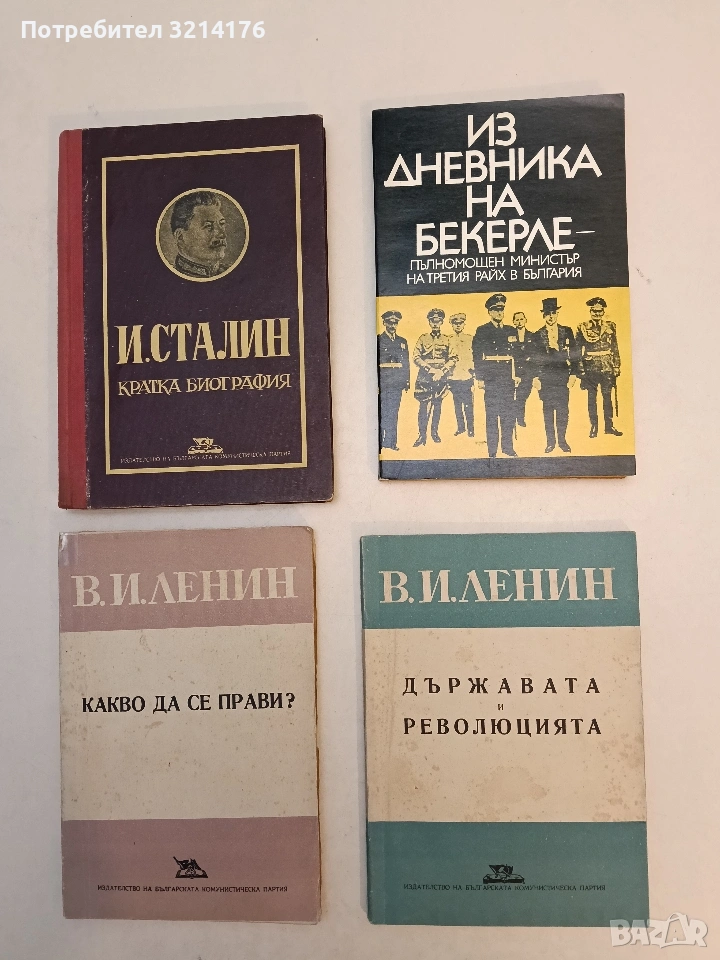 Потребител 3214176
И.СТАЛИН
КРАТКА БИОГРАФИЯ
ИЗДАТЕЛСТВО НА БЪЛГАРСКАТА КОМУНИСТИЧЕСКА ПАРТИЯ
ИЗ
ДНЕВНИКА
НА
БЕКЕРЛЕ –
ПЪЛНОМОЩЕН МИНИСТЪР
НА ТРЕТИЯ РАЙХ В БЪЛГАРИЯ
В.И.ЛЕНИН
КАКВО ДА СЕ ПРАВИ?
ИЗДАТЕЛСТВО НА БЪЛГАРСКАТА КОМУНИСТИЧЕСКА ПАРТИЯ
В.И.ЛЕНИН
ДЪРЖАВАТА
И
РЕВОЛЮЦИЯТА
ИЗДАТЕЛСТВО НА БЪЛГАРСКАТА КОМУНИСТИЧЕСКА ПАРТИЯ
BAZAR